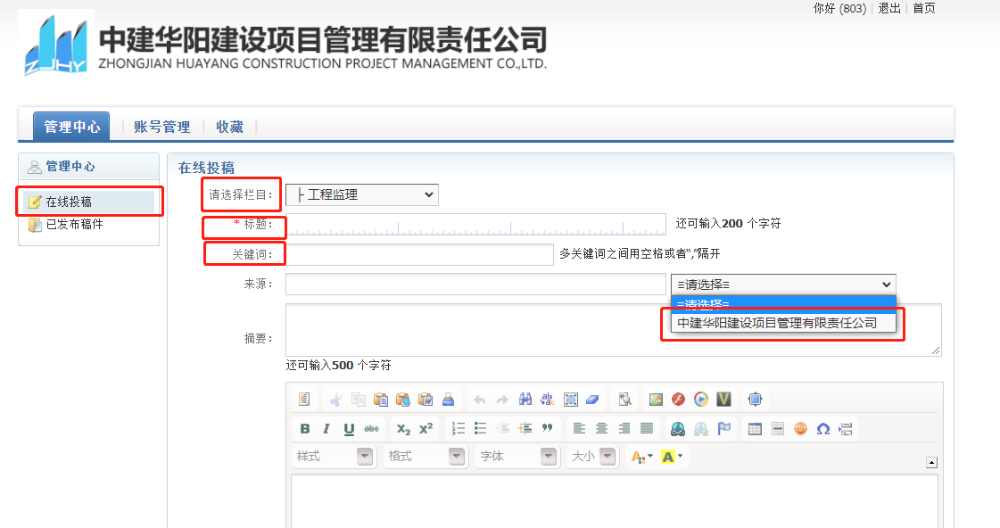 你好 (803) | 退出 | 首页
ZJHY
中建华阳建设项目管理有限责任公司
ZHONGJIAN HUAYANG CONSTRUCTION PROJECT MANAGEMENT CO.,LTD.
管理中心 | 账号管理 | 收藏 |
管理中心
在线投稿
已发布稿件
在线投稿
请选择栏目: ├ 工程监理
* 标题: 还可输入200 个字符
关键词: 多关键词之间用空格或者“,”隔开
来源: ≡请选择≡
≡请选择≡
中建华阳建设项目管理有限责任公司
摘要:
还可输入500 个字符
B I U abc x₂ x²
样式 格式 字体 大小 A A